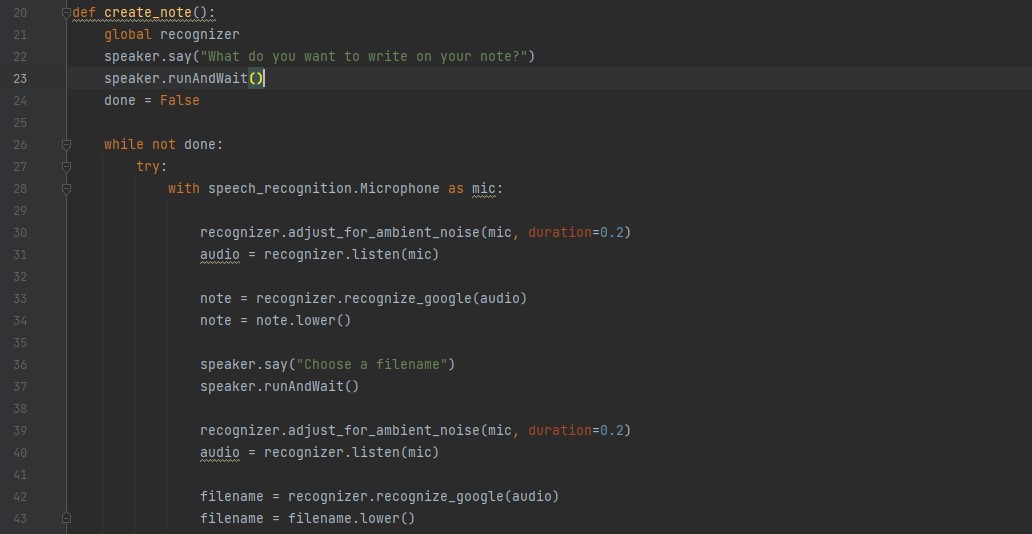 20 def create_note():
21     global recognizer
22     speaker.say("What do you want to write on your note?")
23     speaker.runAndWait()
24     done = False
25
26     while not done:
27         try:
28             with speech_recognition.Microphone as mic:
29
30                 recognizer.adjust_for_ambient_noise(mic, duration=0.2)
31                 audio = recognizer.listen(mic)
32
33                 note = recognizer.recognize_google(audio)
34                 note = note.lower()
35
36                 speaker.say("Choose a filename")
37                 speaker.runAndWait()
38
39                 recognizer.adjust_for_ambient_noise(mic, duration=0.2)
40                 audio = recognizer.listen(mic)
41
42                 filename = recognizer.recognize_google(audio)
43                 filename = filename.lower()